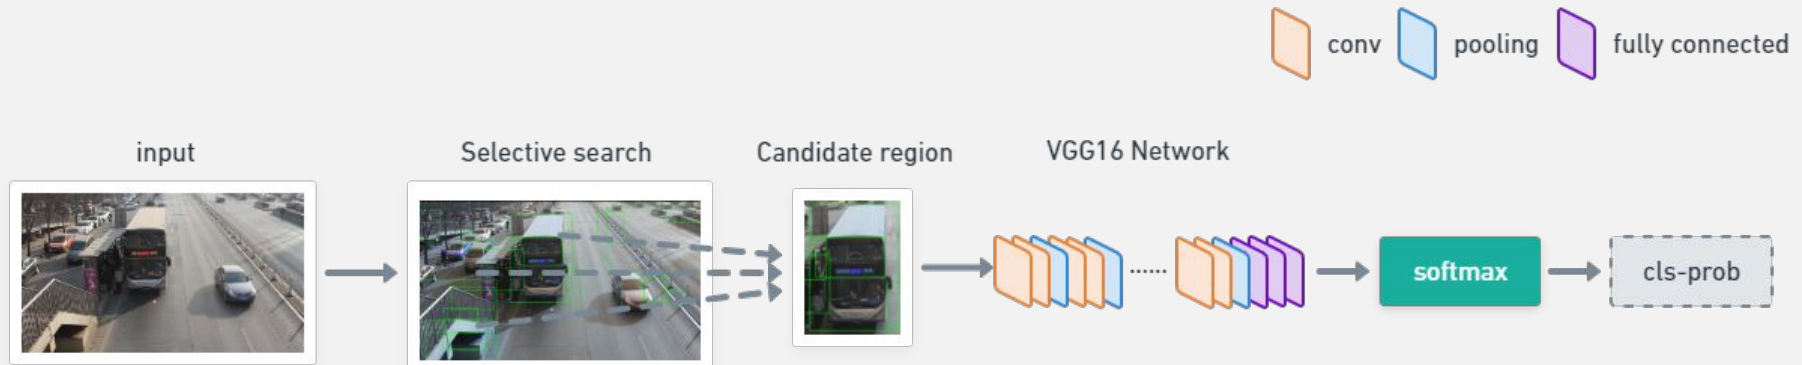 conv
pooling
fully connected
input
Selective search
Candidate region
VGG16 Network
......
softmax
cls-prob